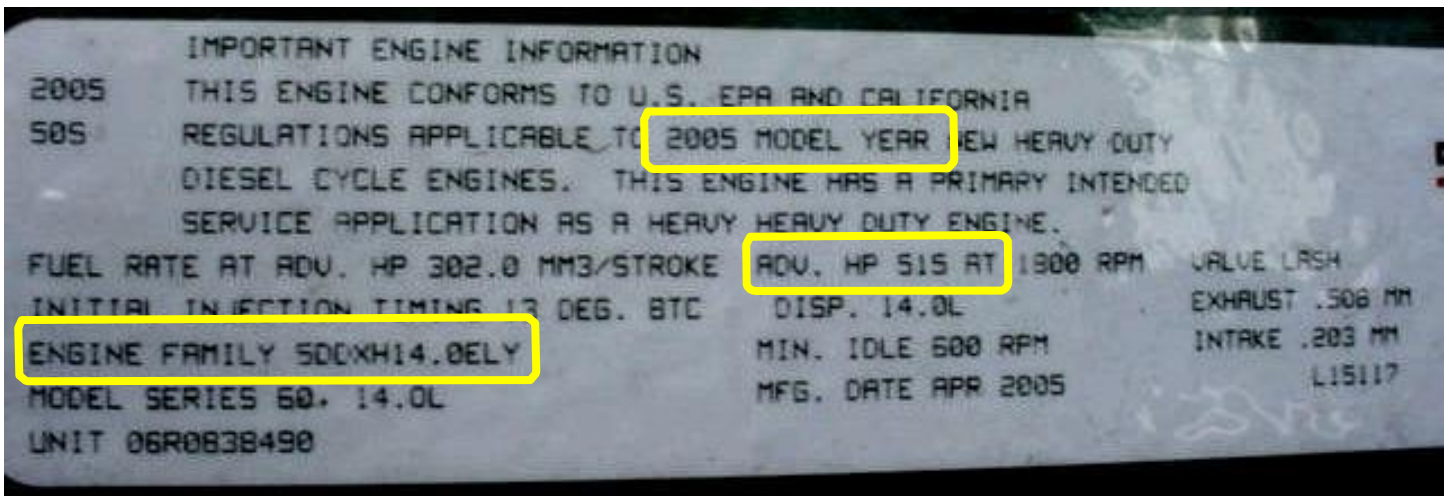 IMPORTANT ENGINE INFORMATION
2005 THIS ENGINE CONFORMS TO U.S. EPA AND CALIFORNIA
50S REGULATIONS APPLICABLE TO 2005 MODEL YEAR NEW HEAVY DUTY
DIESEL CYCLE ENGINES. THIS ENGINE HAS A PRIMARY INTENDED
SERVICE APPLICATION AS A HEAVY HEAVY DUTY ENGINE.
FUEL RATE AT ADV. HP 302.0 MM3/STROKE ADV. HP 515 AT 1800 RPM VALVE LASH
INITIAL INJECTION TIMING 13 DEG. BTC DISP. 14.0L EXHAUST .508 MM
ENGINE FAMILY 5DDXH14.0ELY MIN. IDLE 600 RPM INTAKE .203 MM
MODEL SERIES 60. 14.0L MFG. DATE APR 2005 L15117
UNIT 06R0838490